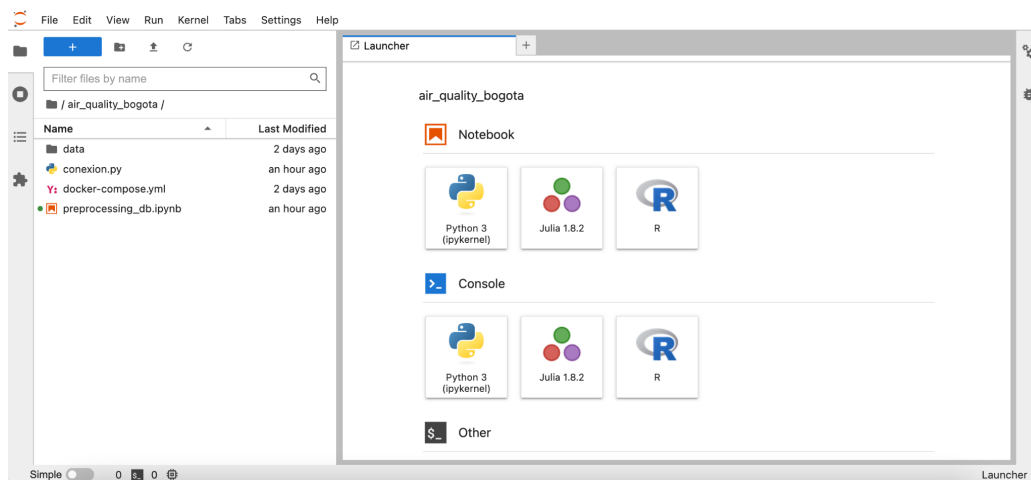 File Edit View Run Kernel Tabs Settings Help
+
Filter files by name
/ air_quality_bogota /
Name Last Modified
data 2 days ago
conexion.py an hour ago
Y: docker-compose.yml 2 days ago
preprocessing_db.ipynb an hour ago
Launcher +
air_quality_bogota
Notebook
Python 3 Julia 1.8.2 R
(ipykernel)
>_ Console
Python 3 Julia 1.8.2 R
(ipykernel)
$_ Other
Simple 0 $_ 0 Launcher